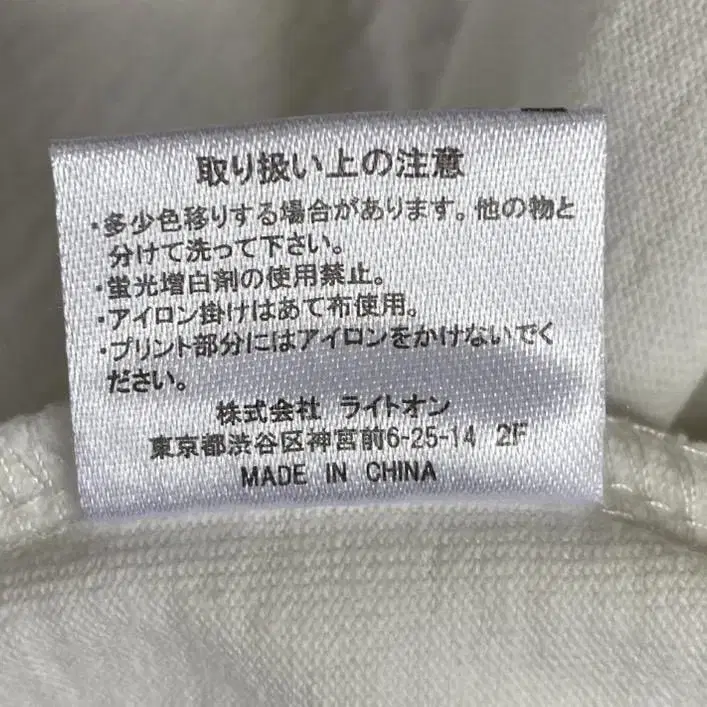 取り扱い上の注意
・多少色移りする場合があります。他の物と
分けて洗って下さい。
・蛍光増白剤の使用禁止。
・アイロン掛けはあて布使用。
・プリント部分にはアイロンをかけないでく
ださい。
株式会社 ライトオン
東京都渋谷区神宮前6-25-14 2F
MADE IN CHINA